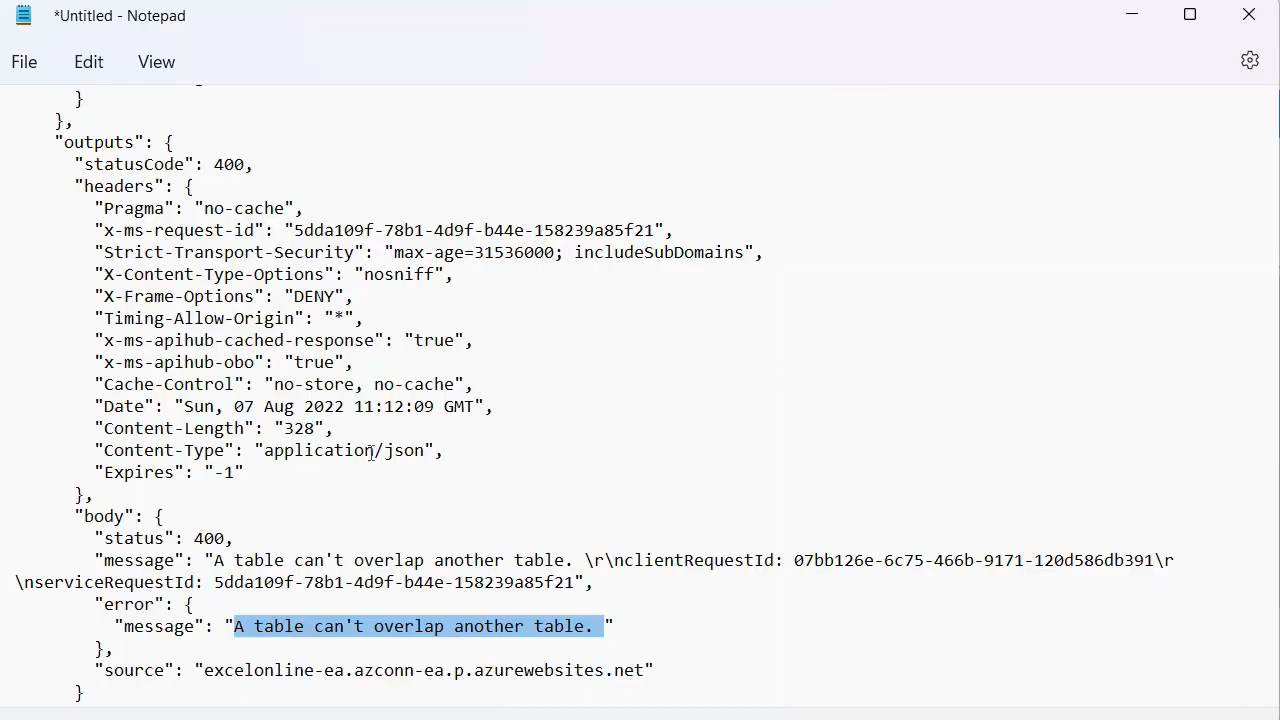 *Untitled - Notepad
File Edit View
}
},
"outputs": {
"statusCode": 400,
"headers": {
"Pragma": "no-cache",
"x-ms-request-id": "5dda109f-78b1-4d9f-b44e-158239a85f21",
"Strict-Transport-Security": "max-age=31536000; includeSubDomains",
"X-Content-Type-Options": "nosniff",
"X-Frame-Options": "DENY",
"Timing-Allow-Origin": "*",
"x-ms-apihub-cached-response": "true",
"x-ms-apihub-obo": "true",
"Cache-Control": "no-store, no-cache",
"Date": "Sun, 07 Aug 2022 11:12:09 GMT",
"Content-Length": "328",
"Content-Type": "application/json",
"Expires": "-1"
},
"body": {
"status": 400,
"message": "A table can't overlap another table. \r\nclientRequestId: 07bb126e-6c75-466b-9171-120d586db391\r
\nserviceRequestId: 5dda109f-78b1-4d9f-b44e-158239a85f21",
"error": {
"message": "A table can't overlap another table. "
},
"source": "excelonline-ea.azconn-ea.p.azurewebsites.net"
}